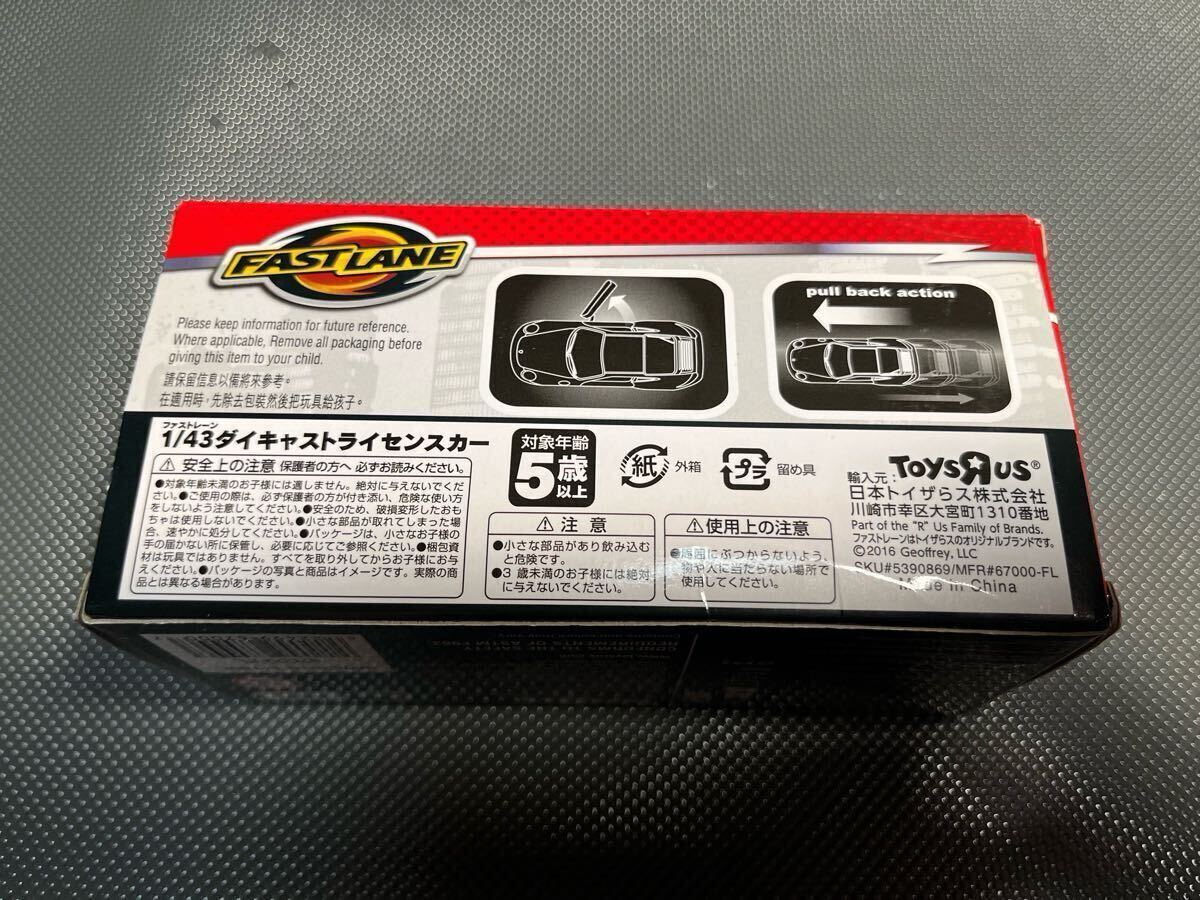 FAST LANE
Please keep information for future reference.
Where applicable, Remove all packaging before
giving this item to your child.
請保留信息以備將來參考。
在適用時，先除去包裝然後把玩具給孩子。
pull back action
ファストレーン
1/43ダイキャストライセンスカー
⚠ 安全上の注意 保護者の方へ 必ずお読みください。
●対象年齢未満のお子様には適しません。絶対に与えないでくだ
さい。●ご使用の際は、必ず保護者の方が付き添い、危険な使い方
をしないよう注意してください。●安全のため、破損変形したおも
ちゃは使用しないでください。●小さな部品が取れてしまった場
合、速やかに処分してください。●パッケージは、小さなお子様の
手の届かない所に保管し、必要に応じてご参照ください。●梱包資
材は玩具ではありません。すべてを取り外してからお子様にお与
えください。●パッケージの写真と商品はイメージです。実際の商
品とは異なる場合があります。
対象年齢
5歳
以上
紙 外箱
プラ 留め具
⚠ 注 意
●小さな部品があり飲み込む
と危険です。
●3 歳未満のお子様には絶対
に与えないでください。
⚠使用上の注意
●周囲にぶつからないよう、
物や人に当たらない場所で
使用してください。
輸入元： TOYSRUS®
日本トイザらス株式会社
川崎市幸区大宮町1310番地
Part of the "R" Us Family of Brands.
ファストレーンはトイザらスのオリジナルブランドです。
©2016 Geoffrey, LLC
SKU#5390869/MFR#67000-FL
Made in China
CONFORMS TO THE SAFETY
REQUIREMENTS OF ASTM F963